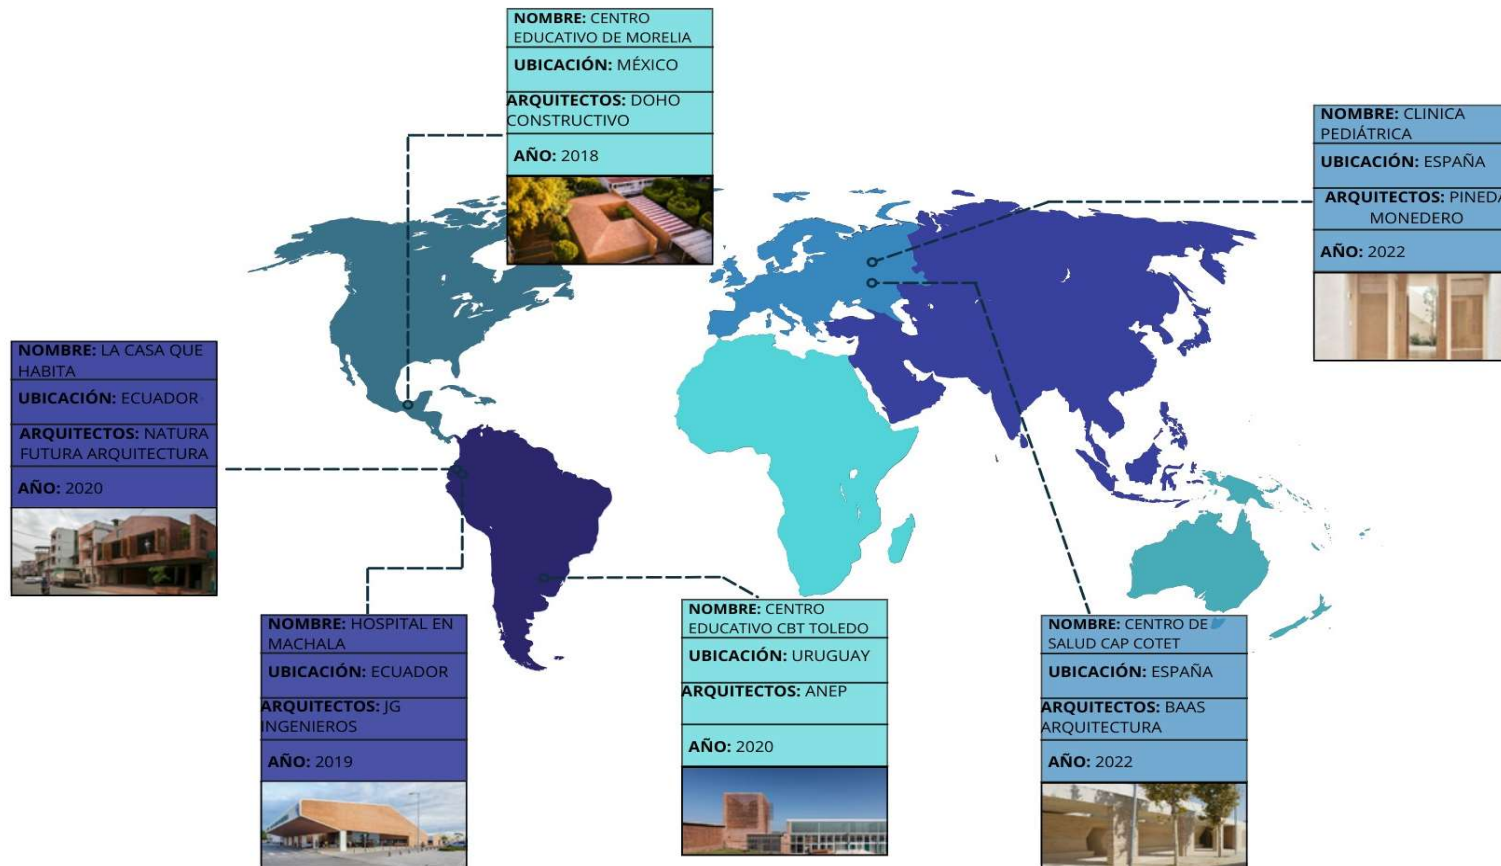 NOMBRE: CENTRO
EDUCATIVO DE MORELIA
UBICACIÓN: MÉXICO
ARQUITECTOS: DOHO
CONSTRUCTIVO
AÑO: 2018
NOMBRE: CLINICA
PEDIÁTRICA
UBICACIÓN: ESPAÑA
ARQUITECTOS: PINEDA
MONEDERO
AÑO: 2022
NOMBRE: LA CASA QUE
HABITA
UBICACIÓN: ECUADOR
ARQUITECTOS: NATURA
FUTURA ARQUITECTURA
AÑO: 2020
NOMBRE: HOSPITAL EN
MACHALA
UBICACIÓN: ECUADOR
ARQUITECTOS: JG
INGENIEROS
AÑO: 2019
NOMBRE: CENTRO
EDUCATIVO CBT TOLEDO
UBICACIÓN: URUGUAY
ARQUITECTOS: ANEP
AÑO: 2020
NOMBRE: CENTRO DE
SALUD CAP COTET
UBICACIÓN: ESPAÑA
ARQUITECTOS: BAAS
ARQUITECTURA
AÑO: 2022